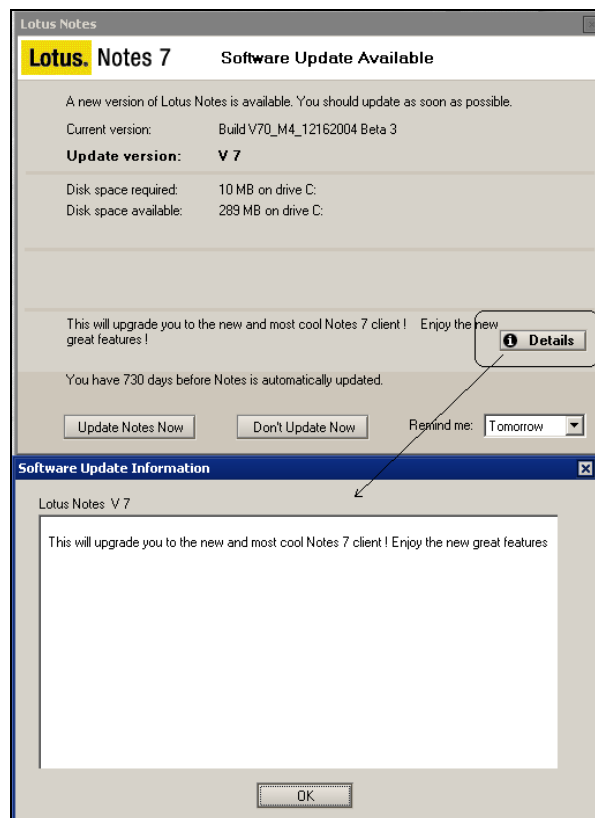 Lotus Notes
Lotus. Notes 7 Software Update Available
A new version of Lotus Notes is available. You should update as soon as possible.
Current version: Build V70_M4_12162004 Beta 3
Update version: V 7
Disk space required: 10 MB on drive C:
Disk space available: 289 MB on drive C:
This will upgrade you to the new and most cool Notes 7 client ! Enjoy the new
great features !
Details
You have 730 days before Notes is automatically updated.
Update Notes Now Don't Update Now Remind me: Tomorrow
Software Update Information
Lotus Notes V 7
This will upgrade you to the new and most cool Notes 7 client ! Enjoy the new great features
OK